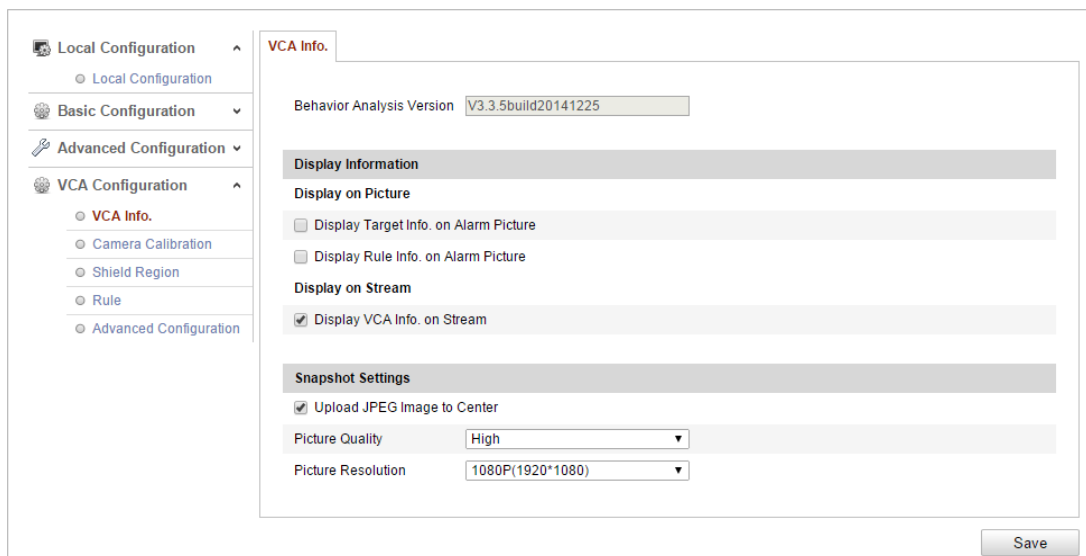 Local Configuration
Local Configuration
Basic Configuration
Advanced Configuration
VCA Configuration
VCA Info.
Camera Calibration
Shield Region
Rule
Advanced Configuration
VCA Info.
Behavior Analysis Version V3.3.5build20141225
Display Information
Display on Picture
Display Target Info. on Alarm Picture
Display Rule Info. on Alarm Picture
Display on Stream
Display VCA Info. on Stream
Snapshot Settings
Upload JPEG Image to Center
Picture Quality High
Picture Resolution 1080P(1920*1080)
Save